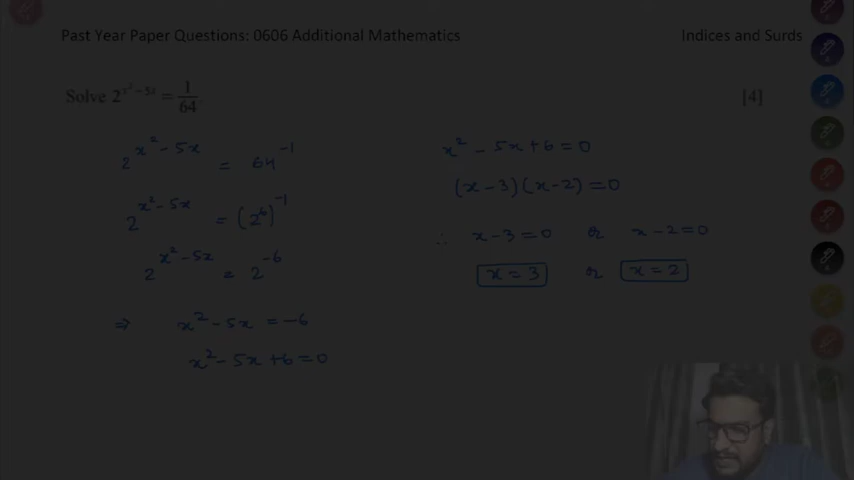 Past Year Paper Questions: 0606 Additional Mathematics
Indices and Surds
Solve 2^(x² – 5x) = 1/64. [4]
2^(x² – 5x) = 64^(-1)
2^(x² – 5x) = (2^6)^(-1)
2^(x² – 5x) = 2^(-6)
⇒ x² – 5x = –6
x² – 5x + 6 = 0
x² – 5x + 6 = 0
(x – 3)(x – 2) = 0
∴ x – 3 = 0 or x – 2 = 0
x = 3 or x = 2